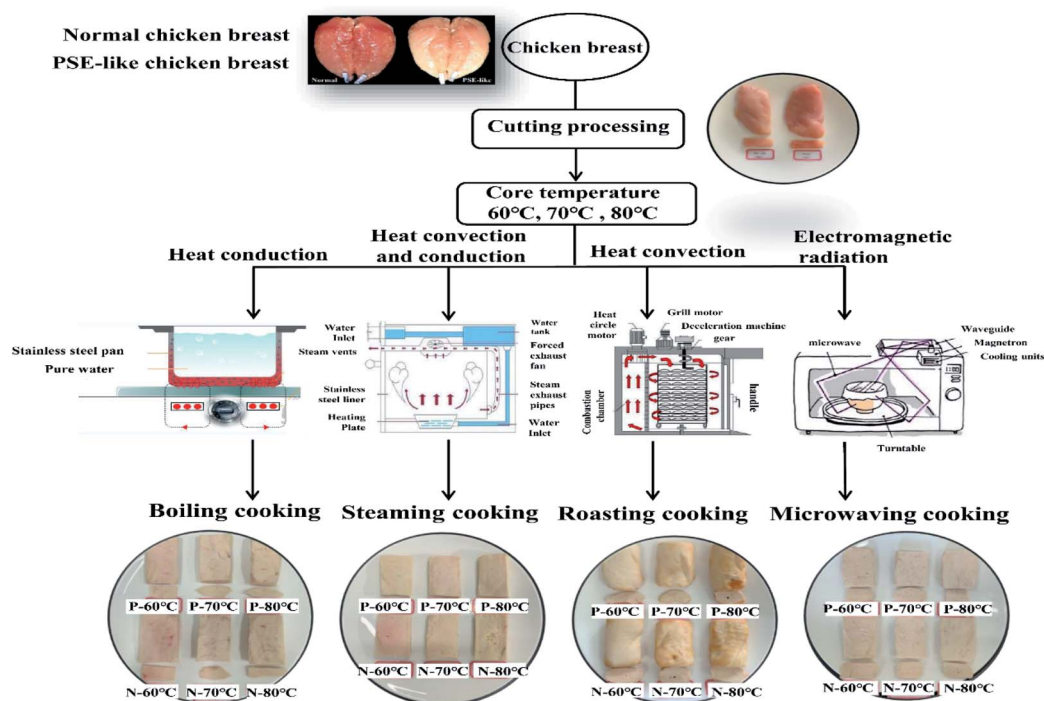 Normal chicken breast
PSE-like chicken breast
Normal
PSE-like
Chicken breast
Cutting processing
Core temperature
60°C, 70°C , 80°C
Heat conduction
Heat convection
and conduction
Heat convection
Electromagnetic
radiation
Stainless steel pan
Pure water
Water
Inlet
Steam vents
Stainless
steel liner
Heating
Plate
Water
tank
Forced
exhaust
fan
Steam
exhaust
pipes
Water
Inlet
Heat
circle
motor
Grill motor
Deceleration machine
gear
Combustion
chamber
handle
microwave
Waveguide
Magnetron
Cooling units
Turntable
Boiling cooking
Steaming cooking
Roasting cooking
Microwaving cooking
P-60°C P-70°C P-80°C
N-60°C N-70°C N-80°C
P-60°C P-70°C P-80°C
N-60°C N-70°C N-80°C
P-60°C P-70°C P-80°C
N-60°C N-70°C N-80°C
P-60°C P-70°C P-80°C
N-60°C N-70°C N-80°C